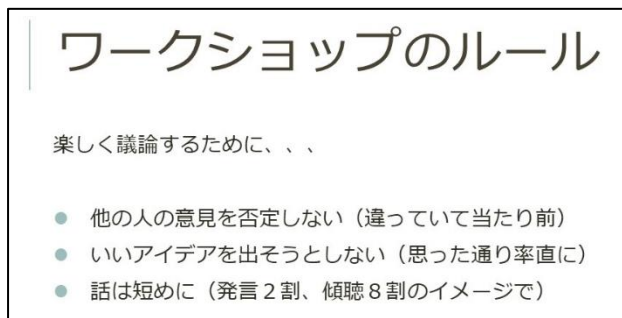 ワークショップのルール
楽しく議論するために、、、
● 他の人の意見を否定しない（違っていて当たり前）
● いいアイデアを出そうとしない（思った通り率直に）
● 話は短めに（発言２割、傾聴８割のイメージで）